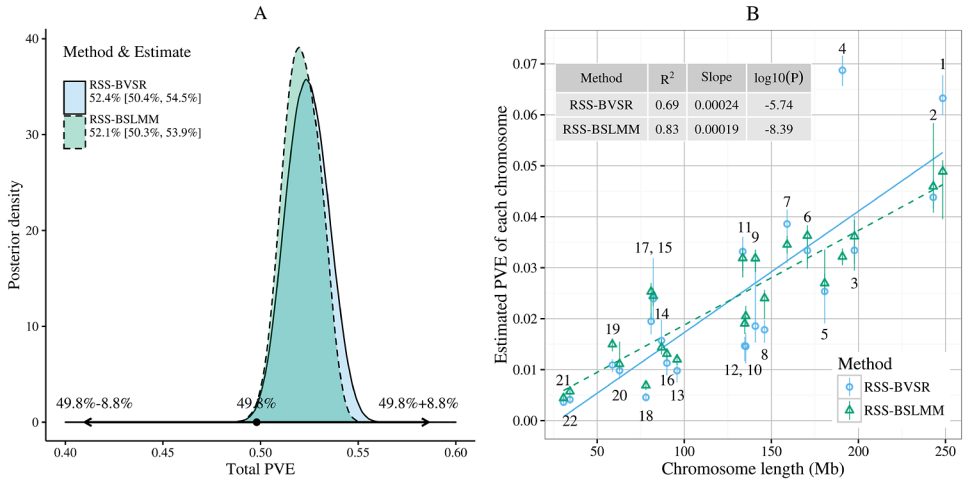 A
Method & Estimate
RSS-BVSR
52.4% [50.4%, 54.5%]
RSS-BSLMM
52.1% [50.3%, 53.9%]
Posterior density
40
30
20
10
0
49.8%-8.8%
49.8%
49.8%+8.8%
0.40
0.50
0.55
0.60
Total PVE
B
Estimated PVE of each chromosome
0.07
0.06
0.05
0.04
0.03
0.02
0.01
0.00
Method R² Slope log10(P)
RSS-BVSR 0.69 0.00024 -5.74
RSS-BSLMM 0.83 0.00019 -8.39
4
1
2
7
6
11
9
17, 15
3
5
14
19
8
12, 10
16
13
20
18
21
22
Method
RSS-BVSR
RSS-BSLMM
50
100
150
200
250
Chromosome length (Mb)